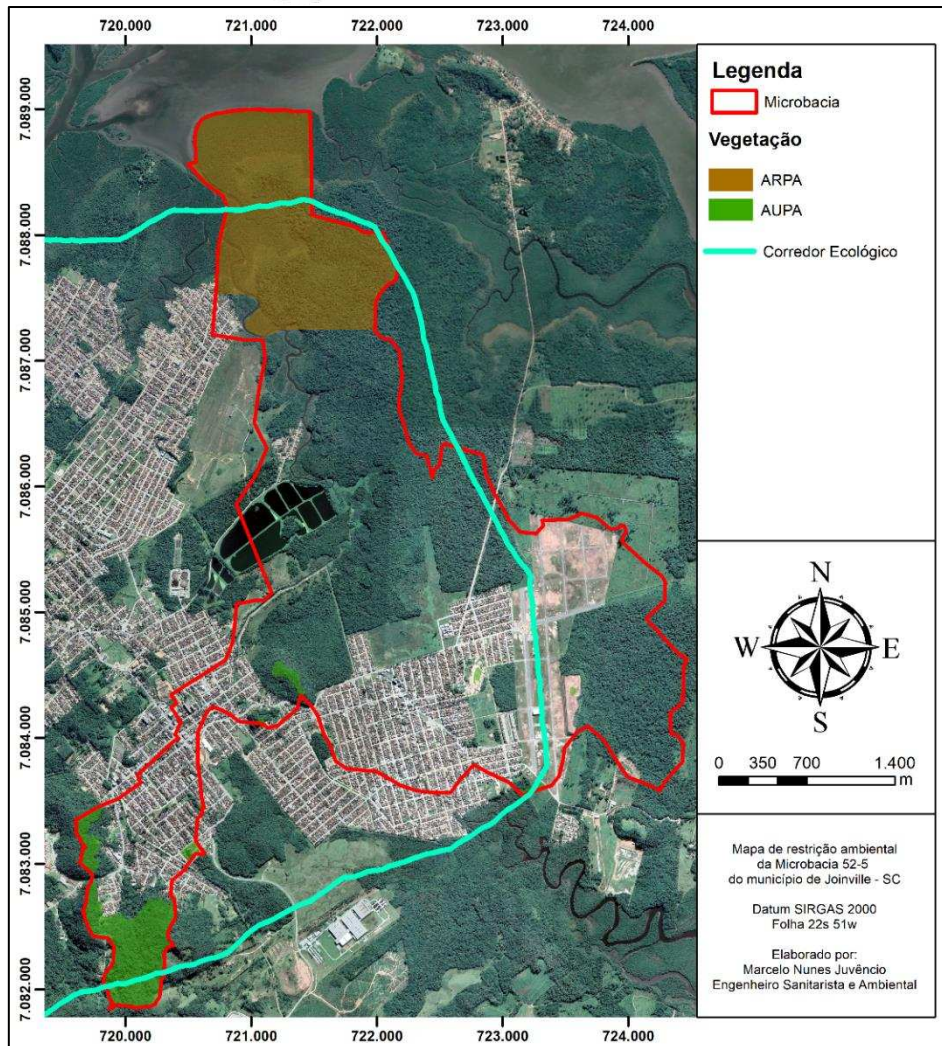 720.000 721.000 722.000 723.000 724.000
7.089.000
7.088.000
7.087.000
7.086.000
7.085.000
7.084.000
7.083.000
7.082.000
720.000 721.000 722.000 723.000 724.000
Legenda
Microbacia
Vegetação
ARPA
AUPA
Corredor Ecológico
N
W E
S
0 350 700 1.400
m
Mapa de restrição ambiental
da Microbacia 52-5
do município de Joinville - SC
Datum SIRGAS 2000
Folha 22s 51w
Elaborado por:
Marcelo Nunes Juvêncio
Engenheiro Sanitarista e Ambiental